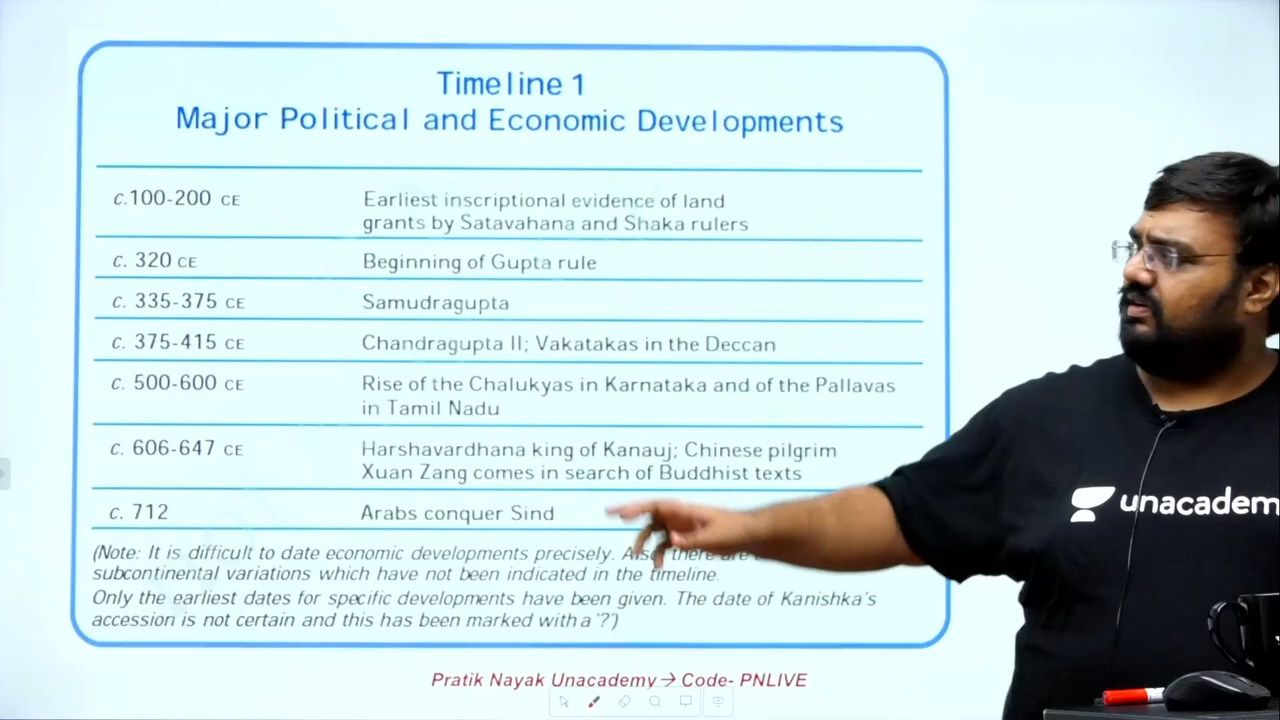 Timeline 1
Major Political and Economic Developments
c.100-200 CE Earliest inscriptional evidence of land
grants by Satavahana and Shaka rulers
c. 320 CE Beginning of Gupta rule
c. 335-375 CE Samudragupta
c. 375-415 CE Chandragupta II; Vakatakas in the Deccan
c. 500-600 CE Rise of the Chalukyas in Karnataka and of the Pallavas
in Tamil Nadu
c. 606-647 CE Harshavardhana king of Kanauj; Chinese pilgrim
Xuan Zang comes in search of Buddhist texts
c. 712 Arabs conquer Sind
(Note: It is difficult to date economic developments precisely. Also, there are
subcontinental variations which have not been indicated in the timeline.
Only the earliest dates for specific developments have been given. The date of Kanishka's
accession is not certain and this has been marked with a '?')
Pratik Nayak Unacademy → Code- PNLIVE
unacadem